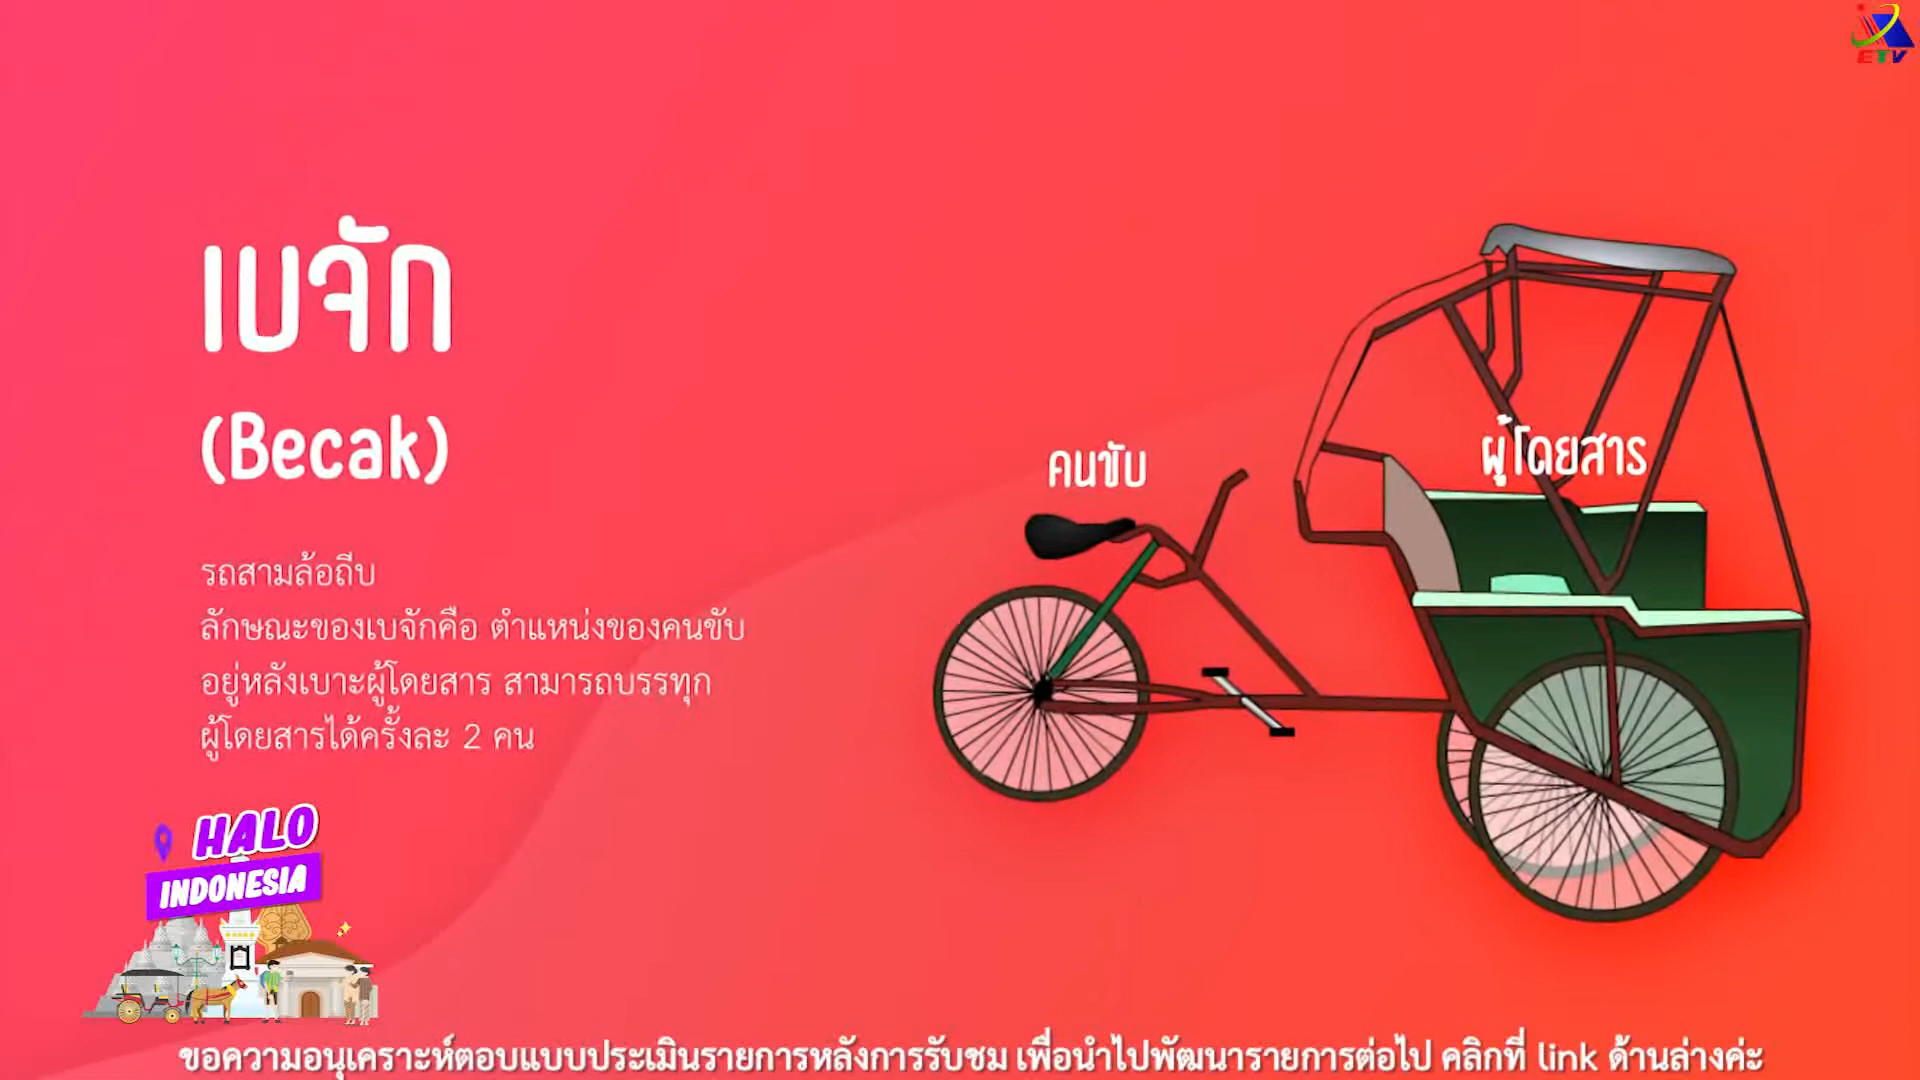 ETV
เบจัก
(Becak)
คนขับ
ผู้โดยสาร
รถสามล้อถีบ
ลักษณะของเบจักคือ ตำแหน่งของคนขับ
อยู่หลังเบาะผู้โดยสาร สามารถบรรทุก
ผู้โดยสารได้ครั้งละ 2 คน
HALO
INDONESIA
ขอความอนุเคราะห์ตอบแบบประเมินรายการหลังการรับชม เพื่อนำไปพัฒนารายการต่อไป คลิกที่ link ด้านล่างค่ะ